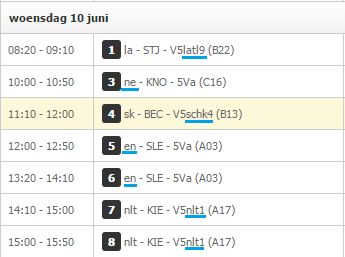 woensdag 10 juni
08:20 - 09:10 1 la - STJ - V5latl9 (B22)
10:00 - 10:50 3 ne - KNO - 5Va (C16)
11:10 - 12:00 4 sk - BEC - V5schk4 (B13)
12:00 - 12:50 5 en - SLE - 5Va (A03)
13:20 - 14:10 6 en - SLE - 5Va (A03)
14:10 - 15:00 7 nlt - KIE - V5nlt1 (A17)
15:00 - 15:50 8 nlt - KIE - V5nlt1 (A17)